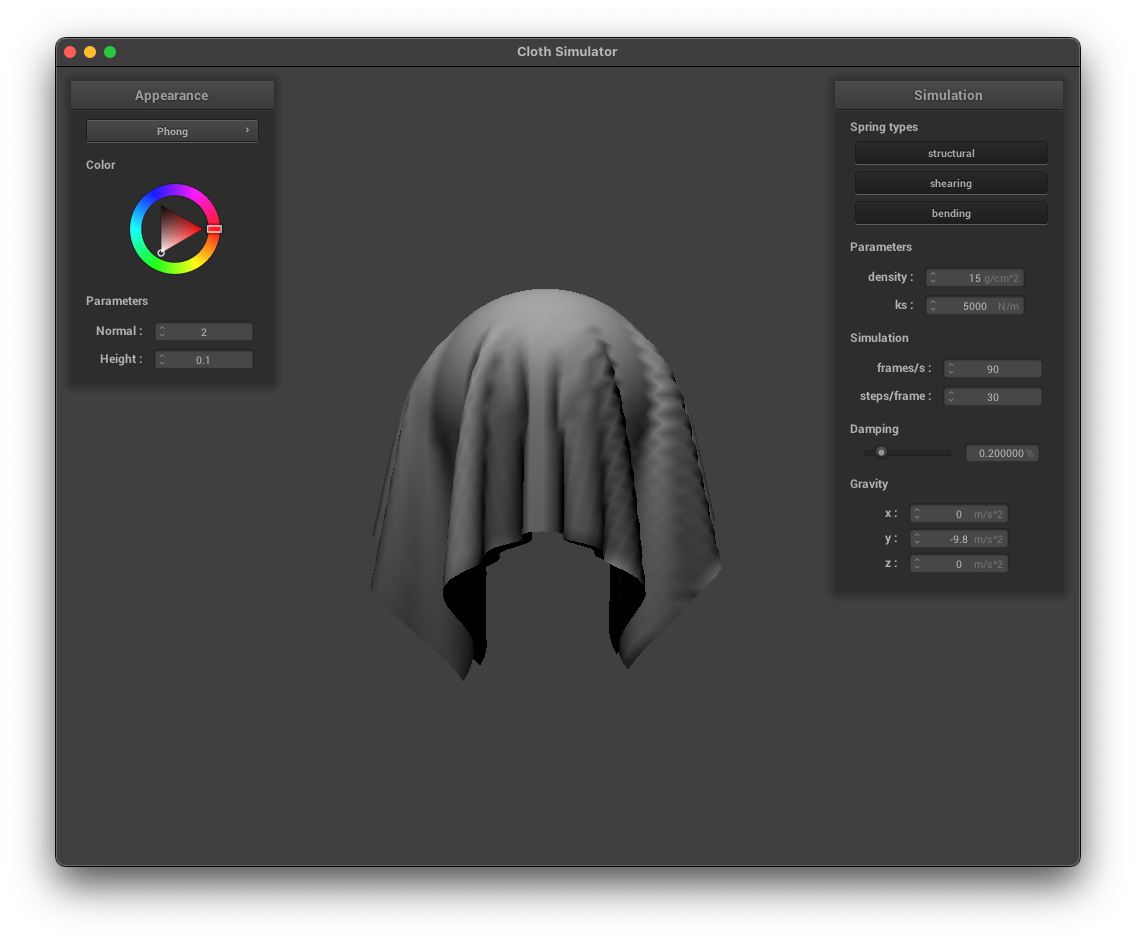 Cloth Simulator
Appearance
Phong ›
Color
Parameters
Normal : 2
Height : 0.1
Simulation
Spring types
structural
shearing
bending
Parameters
density : 15 g/cm^2
ks : 5000 N/m
Simulation
frames/s : 90
steps/frame : 30
Damping
0.200000 %
Gravity
x : 0 m/s^2
y : -9.8 m/s^2
z : 0 m/s^2